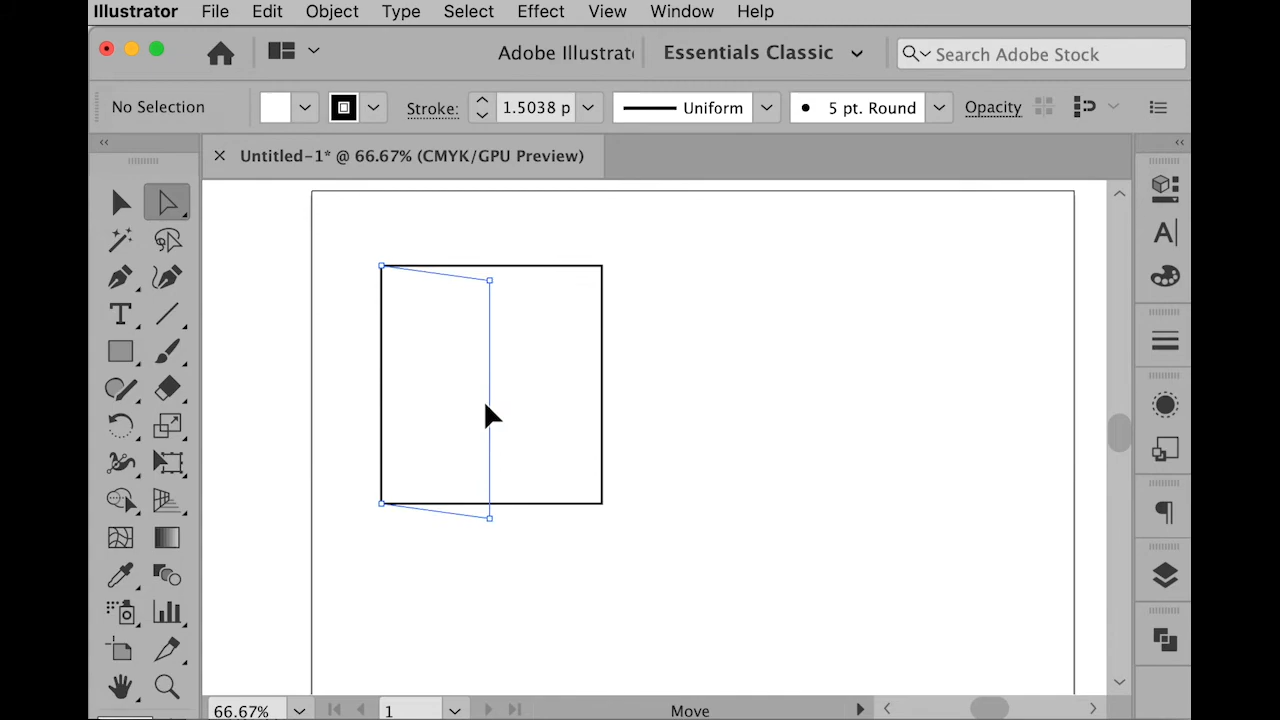 Illustrator File Edit Object Type Select Effect View Window Help
Adobe Illustrat Essentials Classic Search Adobe Stock
No Selection Stroke: 1.5038 p Uniform 5 pt. Round Opacity
Untitled-1* @ 66.67% (CMYK/GPU Preview)
66.67% 1 Move